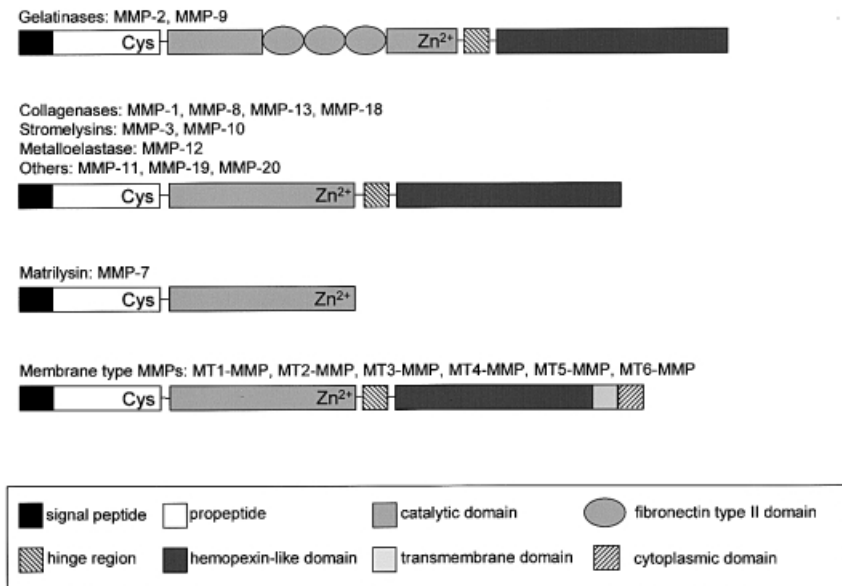 Gelatinases: MMP-2, MMP-9
Cys Zn²⁺
Collagenases: MMP-1, MMP-8, MMP-13, MMP-18
Stromelysins: MMP-3, MMP-10
Metalloelastase: MMP-12
Others: MMP-11, MMP-19, MMP-20
Cys Zn²⁺
Matrilysin: MMP-7
Cys Zn²⁺
Membrane type MMPs: MT1-MMP, MT2-MMP, MT3-MMP, MT4-MMP, MT5-MMP, MT6-MMP
Cys Zn²⁺
signal peptide propeptide catalytic domain fibronectin type II domain
hinge region hemopexin-like domain transmembrane domain cytoplasmic domain